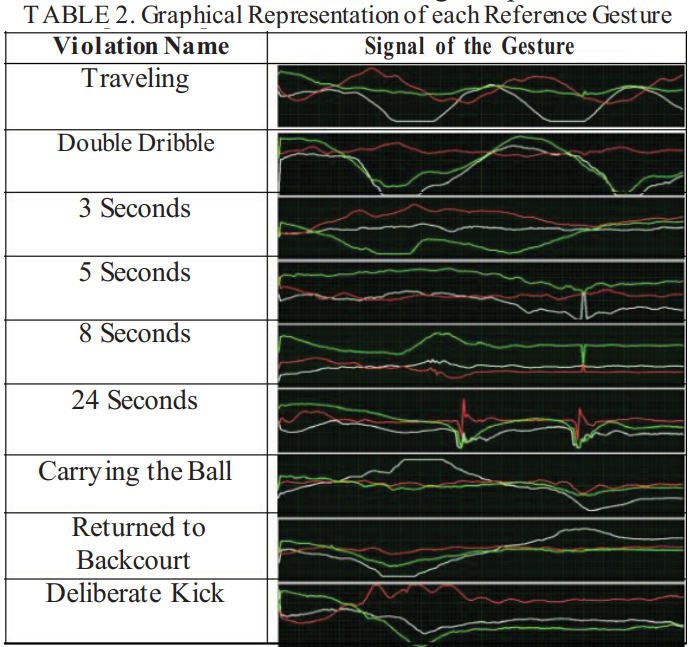 TABLE 2. Graphical Representation of each Reference Gesture
Violation Name
Signal of the Gesture
Traveling
Double Dribble
3 Seconds
5 Seconds
8 Seconds
24 Seconds
Carrying the Ball
Returned to
Backcourt
Deliberate Kick